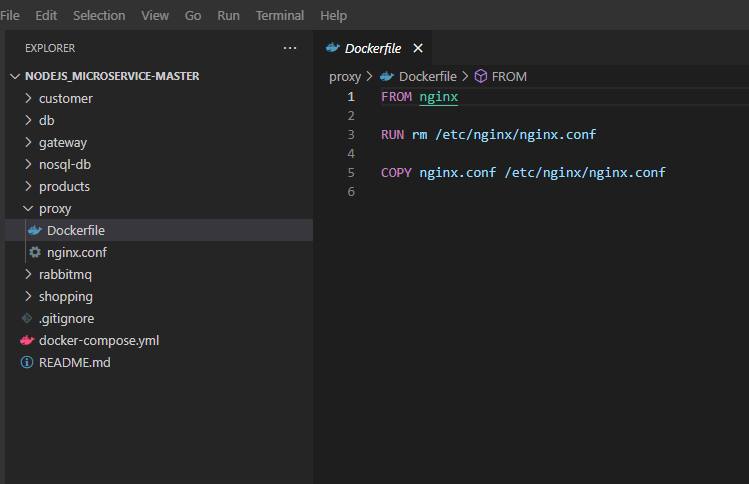 File Edit Selection View Go Run Terminal Help
EXPLORER ...
NODEJS_MICROSERVICE-MASTER
customer
db
gateway
nosql-db
products
proxy
Dockerfile
nginx.conf
rabbitmq
shopping
.gitignore
docker-compose.yml
README.md
Dockerfile
proxy > Dockerfile > FROM
1 FROM nginx
2
3 RUN rm /etc/nginx/nginx.conf
4
5 COPY nginx.conf /etc/nginx/nginx.conf
6